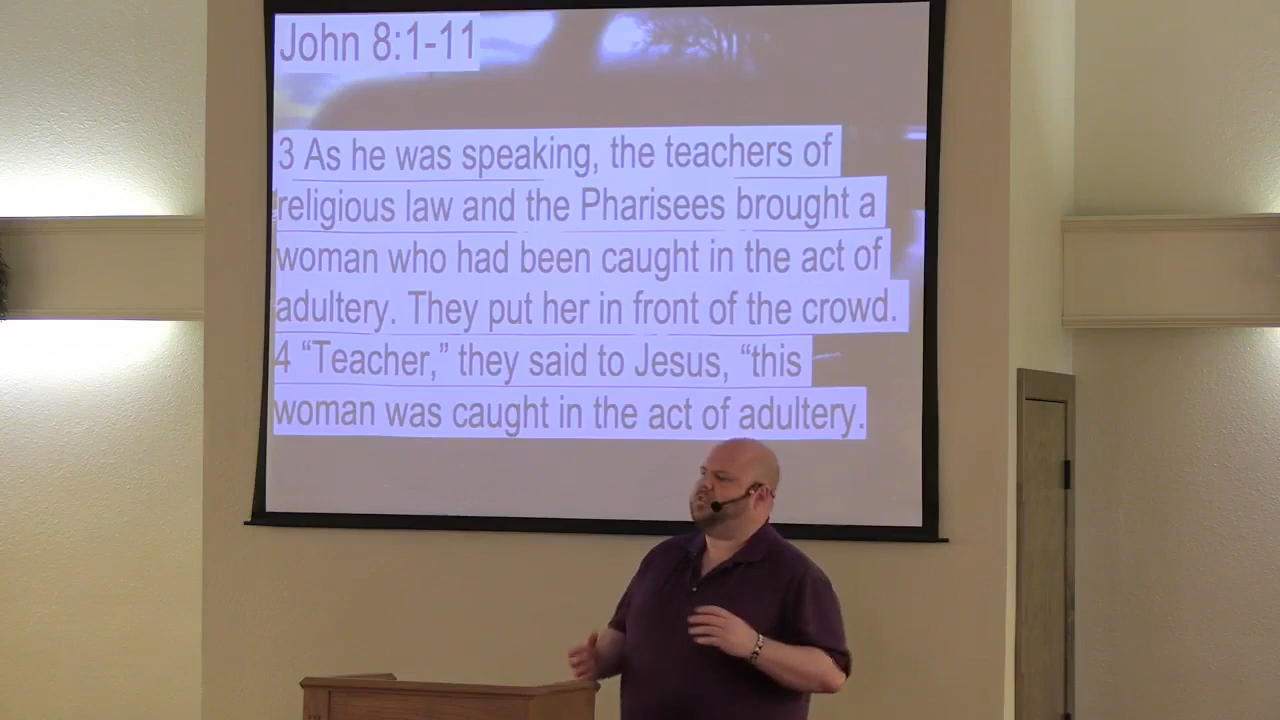 John 8:1-11
3 As he was speaking, the teachers of
religious law and the Pharisees brought a
woman who had been caught in the act of
adultery. They put her in front of the crowd.
4 “Teacher,” they said to Jesus, “this
woman was caught in the act of adultery.